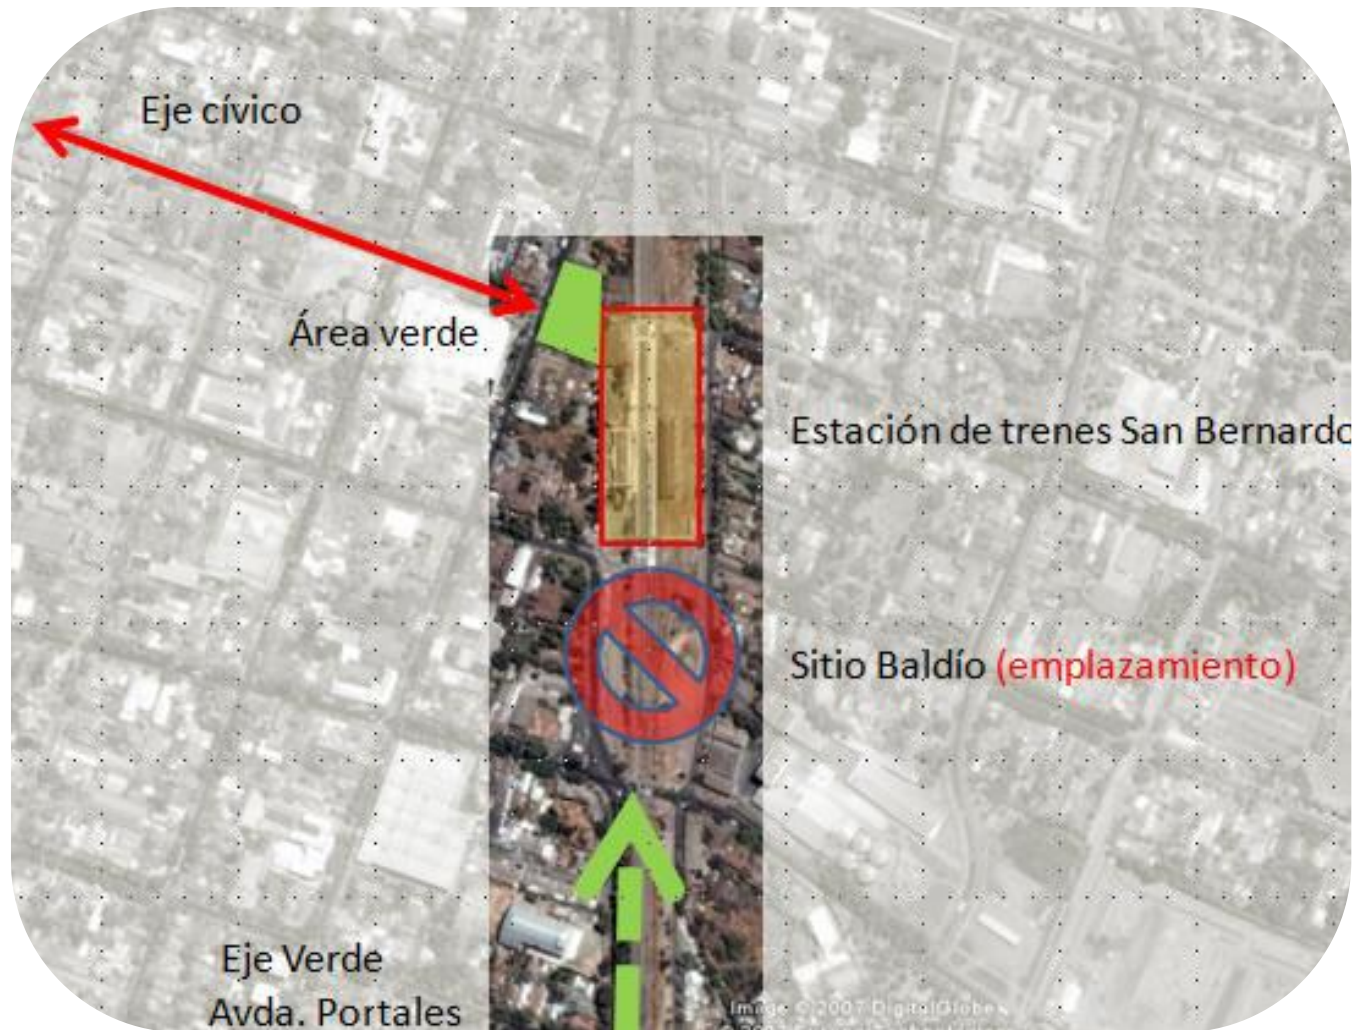 Eje cívico
Área verde
Estación de trenes San Bernardo
Sitio Baldío (emplazamiento)
Eje Verde
Avda. Portales
Image © 2007 DigitalGlobe